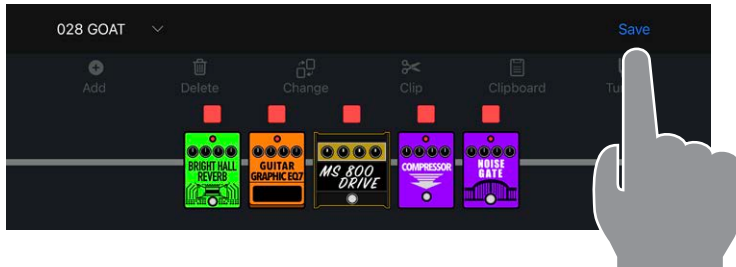 028 GOAT
Save
Add
Delete
Change
Clip
Clipboard
BRIGHT HALL
REVERB
GUITAR
GRAPHIC EQ7
MS 800
DRIVE
COMPRESSOR
NOISE
GATE